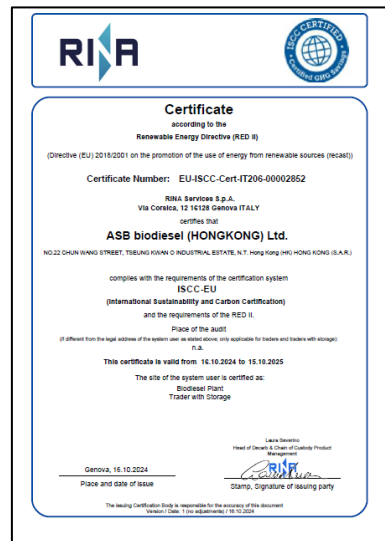 RINA
ISCC CERTIFIED
Certified GHG Savings
Certificate
according to the
Renewable Energy Directive (RED II)
(Directive (EU) 2018/2001 on the promotion of the use of energy from renewable sources (recast))
Certificate Number: EU-ISCC-Cert-IT206-00002852
RINA Services S.p.A.
Via Corsica, 12 16128 Genova ITALY
certifies that
ASB biodiesel (HONGKONG) Ltd.
NO.22 CHUN WANG STREET, TSEUNG KWAN O INDUSTRIAL ESTATE, N.T. Hong Kong (HK) HONG KONG (S.A.R.)
complies with the requirements of the certification system
ISCC-EU
(International Sustainability and Carbon Certification)
and the requirements of the RED II.
Place of the audit
(if different from the legal address of the system user as stated above; only applicable for traders and traders with storage)
n.a.
This certificate is valid from 16.10.2024 to 15.10.2025
The site of the system user is certified as:
Biodiesel Plant
Trader with Storage
Laura Severino
Head of Decarb & Chain of Custody Product
Management
RINA
Genova, 16.10.2024
Place and date of issue
Stamp, Signature of issuing party
The issuing Certification Body is responsible for the accuracy of this document
Version / Date: 1 (no adjustments) / 16.10.2024